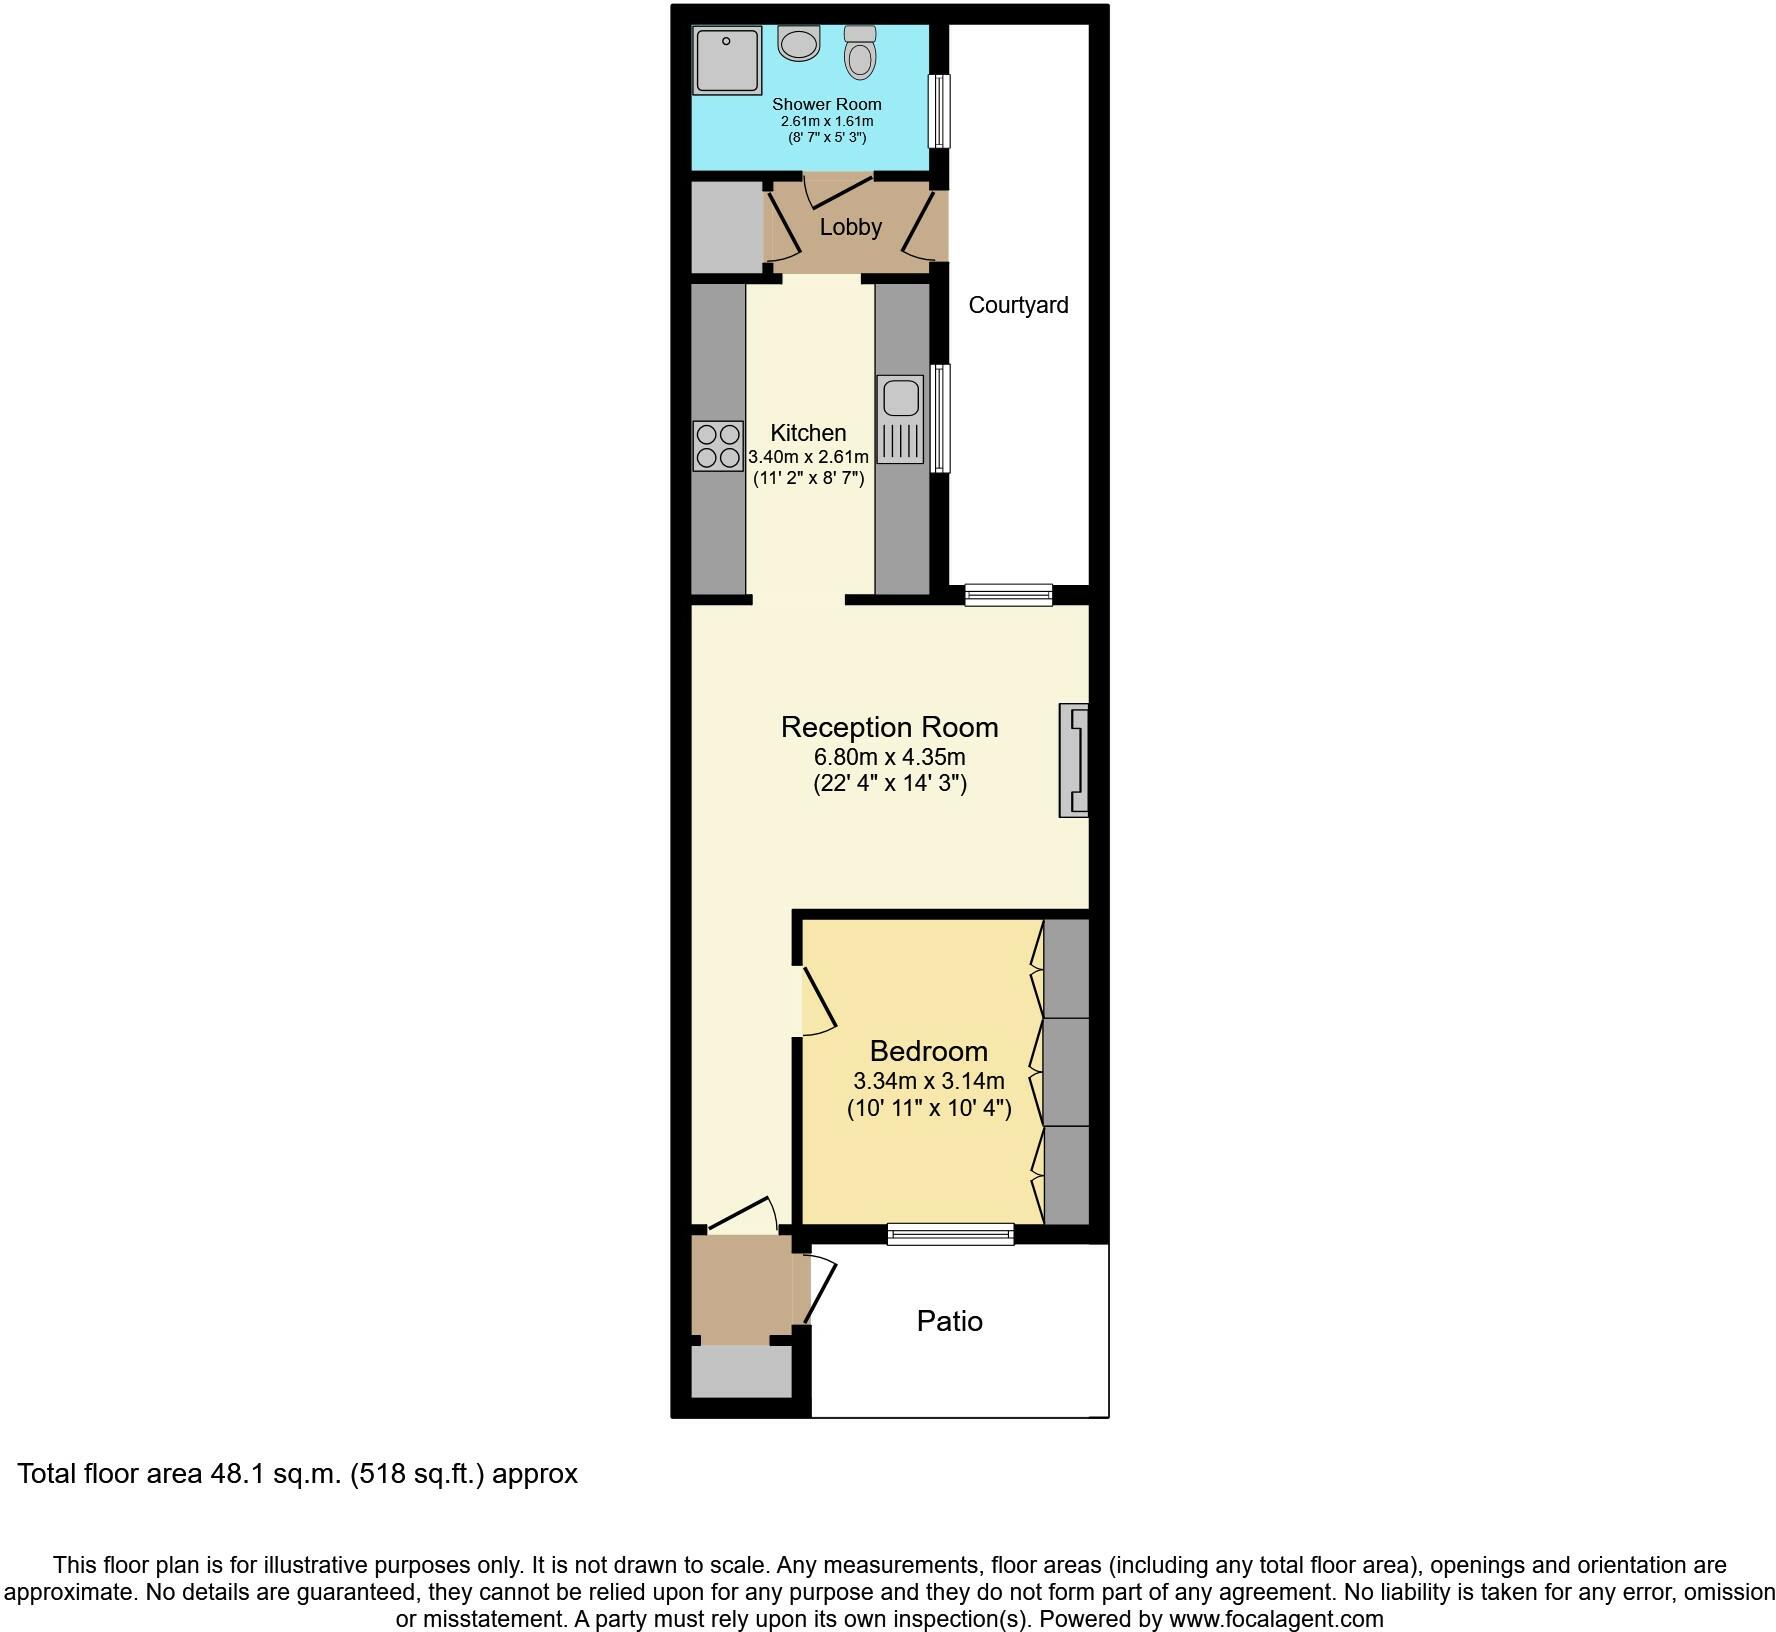 Shower Room
2.61m x 1.61m
(8' 7" x 5' 3")
Lobby
Courtyard
Kitchen
3.40m x 2.61m
(11' 2" x 8' 7")
Reception Room
6.80m x 4.35m
(22' 4" x 14' 3")
Bedroom
3.34m x 3.14m
(10' 11" x 10' 4")
Patio
Total floor area 48.1 sq.m. (518 sq.ft.) approx
This floor plan is for illustrative purposes only. It is not drawn to scale. Any measurements, floor areas (including any total floor area), openings and orientation are
approximate. No details are guaranteed, they cannot be relied upon for any purpose and they do not form part of any agreement. No liability is taken for any error, omission
or misstatement. A party must rely upon its own inspection(s). Powered by www.focalagent.com